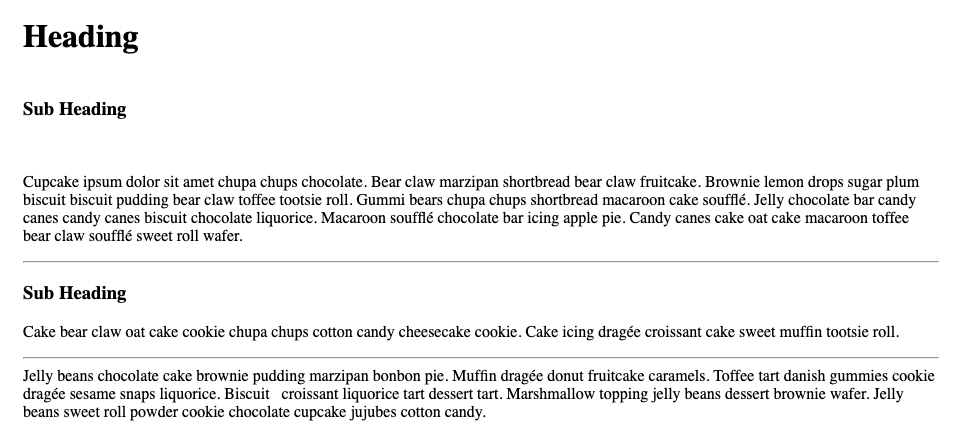 Heading
Sub Heading
Cupcake ipsum dolor sit amet chupa chups chocolate. Bear claw marzipan shortbread bear claw fruitcake. Brownie lemon drops sugar plum
biscuit biscuit pudding bear claw toffee tootsie roll. Gummi bears chupa chups shortbread macaroon cake soufflé. Jelly chocolate bar candy
canes candy canes biscuit chocolate liquorice. Macaroon soufflé chocolate bar icing apple pie. Candy canes cake oat cake macaroon toffee
bear claw soufflé sweet roll wafer.
Sub Heading
Cake bear claw oat cake cookie chupa chups cotton candy cheesecake cookie. Cake icing dragée croissant cake sweet muffin tootsie roll.
Jelly beans chocolate cake brownie pudding marzipan bonbon pie. Muffin dragée donut fruitcake caramels. Toffee tart danish gummies cookie
dragée sesame snaps liquorice. Biscuit   croissant liquorice tart dessert tart. Marshmallow topping jelly beans dessert brownie wafer. Jelly
beans sweet roll powder cookie chocolate cupcake jujubes cotton candy.